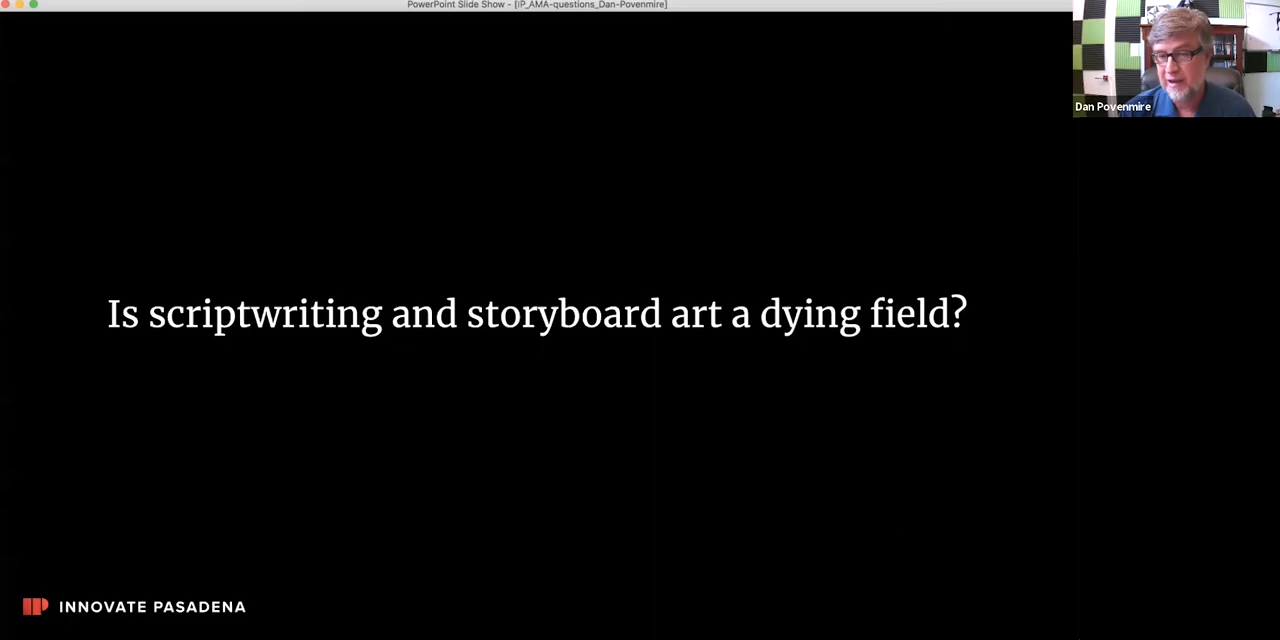 PowerPoint Slide Show - [IP_AMA-questions_Dan-Povenmire]
Dan Povenmire
Is scriptwriting and storyboard art a dying field?
INNOVATE PASADENA